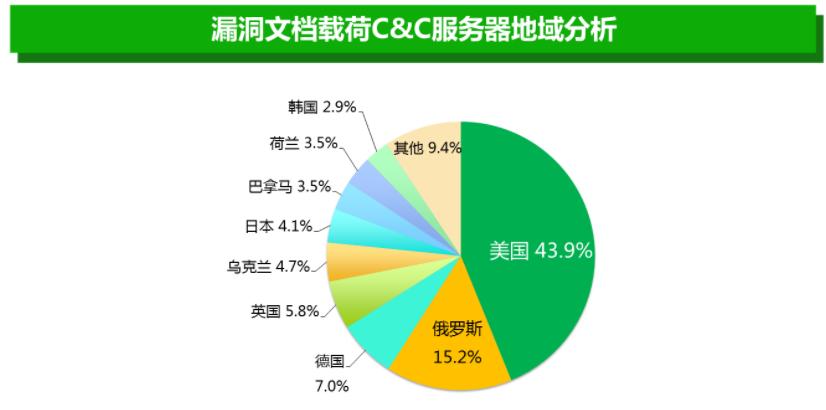 漏洞文档载荷C&C服务器地域分析
韩国 2.9%
其他 9.4%
荷兰 3.5%
巴拿马 3.5%
日本 4.1%
美国 43.9%
乌克兰 4.7%
英国 5.8%
俄罗斯
15.2%
德国
7.0%